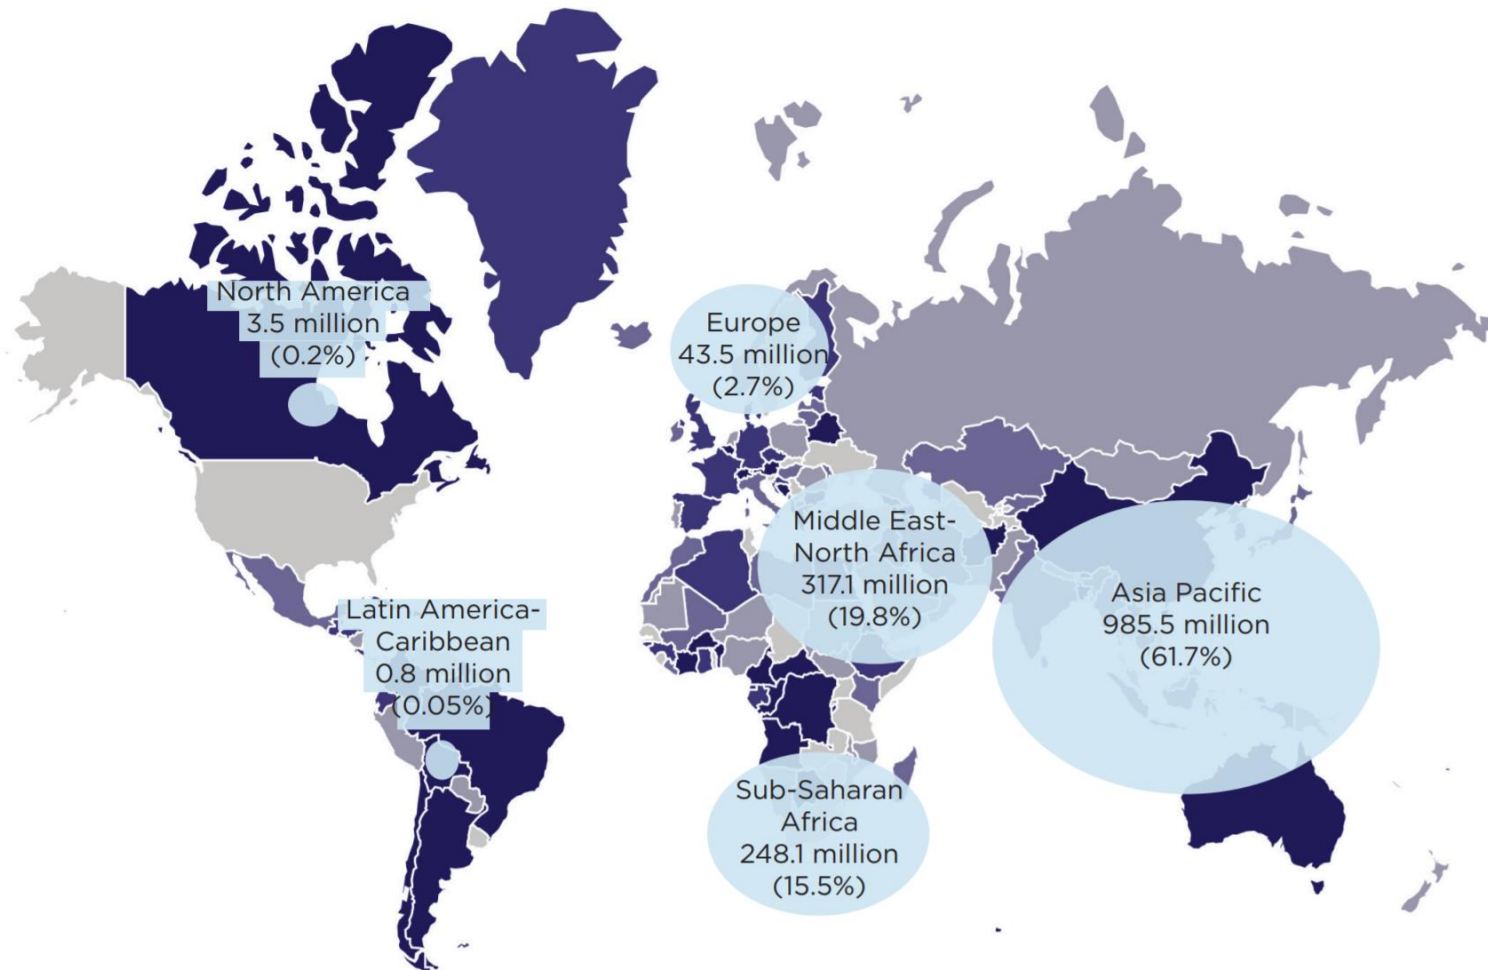 North America
3.5 million
(0.2%)
Europe
43.5 million
(2.7%)
Middle East-
North Africa
317.1 million
(19.8%)
Asia Pacific
985.5 million
(61.7%)
Latin America-
Caribbean
0.8 million
(0.05%)
Sub-Saharan
Africa
248.1 million
(15.5%)